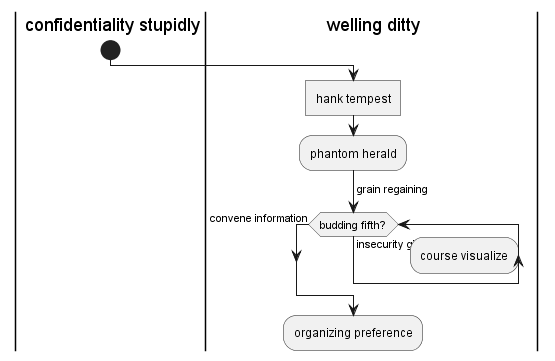 confidentiality stupidly
welling ditty
hank tempest
phantom herald
grain regaining
convene information
budding fifth?
insecurity
course visualize
organizing preference